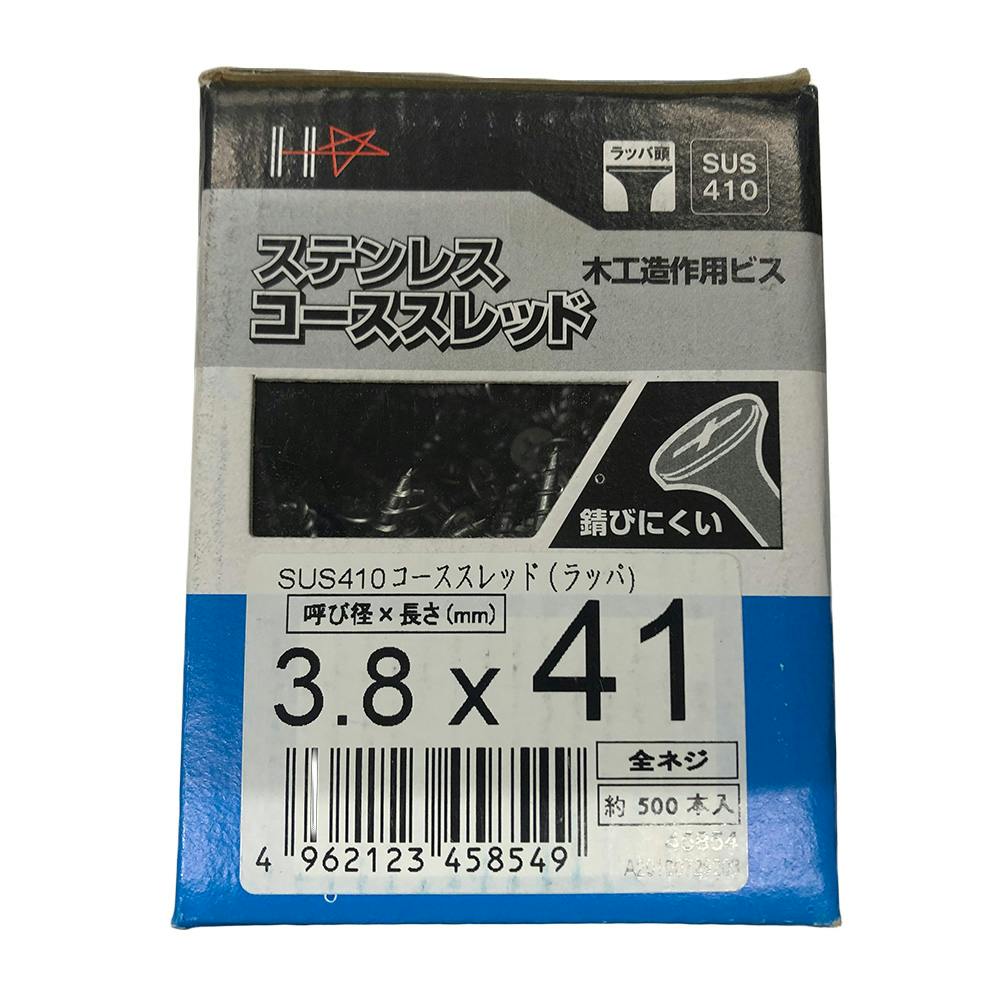 ラッパ頭
SUS
410
ステンレス
コーススレッド
木工造作用ビス
錆びにくい
SUS410コーススレッド(ラッパ)
呼び径×長さ(mm)
3.8 x 41
全ネジ
約 500 本入
4 962123 458549